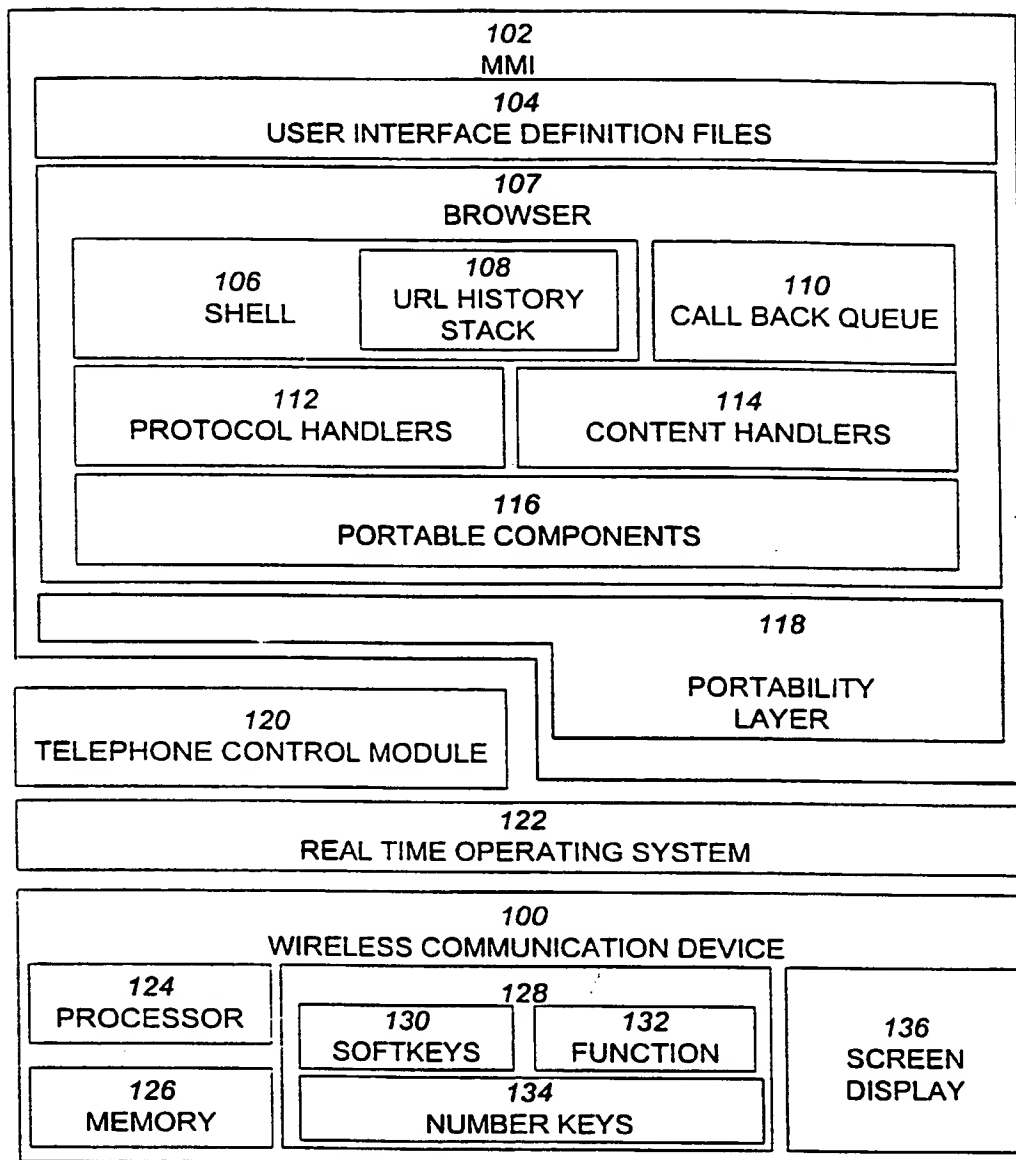 102
MMI
104
USER INTERFACE DEFINITION FILES
107
BROWSER
106
SHELL
108
URL HISTORY
STACK
110
CALL BACK QUEUE
112
PROTOCOL HANDLERS
114
CONTENT HANDLERS
116
PORTABLE COMPONENTS
118
PORTABILITY
LAYER
120
TELEPHONE CONTROL MODULE
122
REAL TIME OPERATING SYSTEM
100
WIRELESS COMMUNICATION DEVICE
124
PROCESSOR
126
MEMORY
128
130
SOFTKEYS
132
FUNCTION
134
NUMBER KEYS
136
SCREEN
DISPLAY